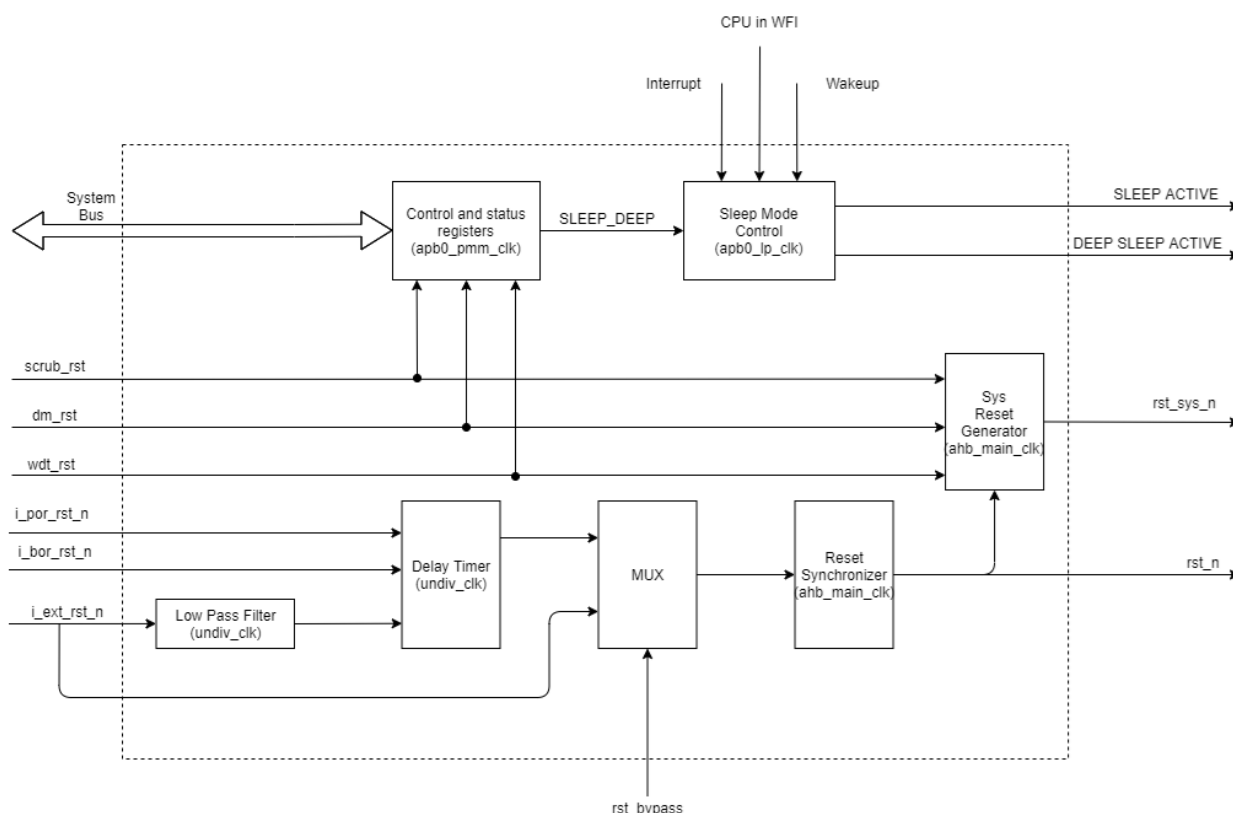 CPU in WFI
Interrupt
Wakeup
System
Bus
Control and status
registers
(apb0_pmm_clk)
SLEEP_DEEP
Sleep Mode
Control
(apb0_lp_clk)
SLEEP ACTIVE
DEEP SLEEP ACTIVE
scrub_rst
dm_rst
wdt_rst
Sys
Reset
Generator
(ahb_main_clk)
rst_sys_n
i_por_rst_n
i_bor_rst_n
i_ext_rst_n
Low Pass Filter
(undiv_clk)
Delay Timer
(undiv_clk)
MUX
Reset
Synchronizer
(ahb_main_clk)
rst_n
rst_bypass